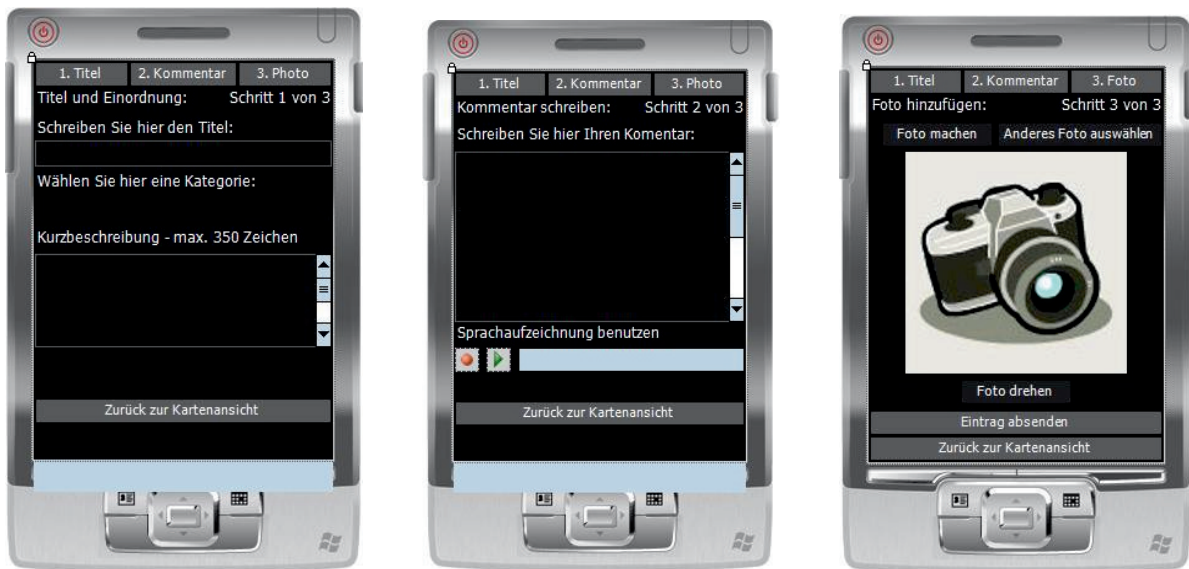 1. Titel 2. Kommentar 3. Photo
Titel und Einordnung: Schritt 1 von 3
Schreiben Sie hier den Titel:
Wählen Sie hier eine Kategorie:
Kurzbeschreibung - max. 350 Zeichen
Zurück zur Kartenansicht
1. Titel 2. Kommentar 3. Photo
Kommentar schreiben: Schritt 2 von 3
Schreiben Sie hier Ihren Komentar:
Sprachaufzeichnung benutzen
Zurück zur Kartenansicht
1. Titel 2. Kommentar 3. Foto
Foto hinzufügen: Schritt 3 von 3
Foto machen Anderes Foto auswählen
Foto drehen
Eintrag absenden
Zurück zur Kartenansicht